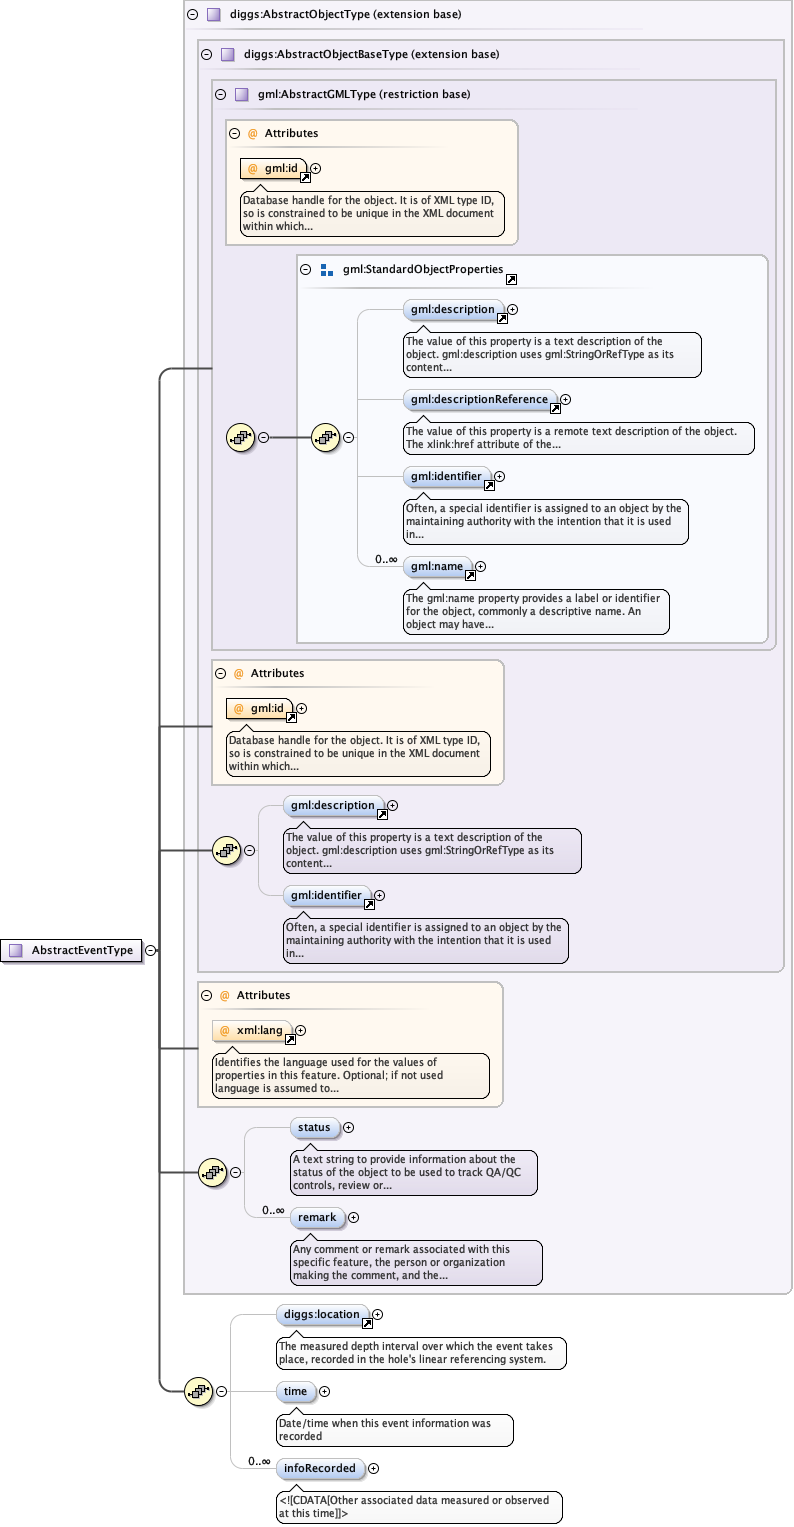 diggs:AbstractObjectType (extension base)
diggs:AbstractObjectBaseType (extension base)
gml:AbstractGMLType (restriction base)
@ Attributes
@ gml:id
Database handle for the object. It is of XML type ID,
so is constrained to be unique in the XML document
within which...
gml:StandardObjectProperties
gml:description
The value of this property is a text description of the
object. gml:description uses gml:StringOrRefType as its
content...
gml:descriptionReference
The value of this property is a remote text description of the object.
The xlink:href attribute of the...
gml:identifier
Often, a special identifier is assigned to an object by the
maintaining authority with the intention that it is used
in...
0..∞
gml:name
The gml:name property provides a label or identifier
for the object, commonly a descriptive name. An
object may have...
@ Attributes
@ gml:id
Database handle for the object. It is of XML type ID,
so is constrained to be unique in the XML document
within which...
gml:description
The value of this property is a text description of the
object. gml:description uses gml:StringOrRefType as its
content...
gml:identifier
Often, a special identifier is assigned to an object by the
maintaining authority with the intention that it is used
in...
AbstractEventType
@ Attributes
@ xml:lang
Identifies the language used for the values of
properties in this feature. Optional; if not used
language is assumed to...
status
A text string to provide information about the
status of the object to be used to track QA/QC
controls, review or...
0..∞
remark
Any comment or remark associated with this
specific feature, the person or organization
making the comment, and the...
diggs:location
The measured depth interval over which the event takes
place, recorded in the hole's linear referencing system.
time
Date/time when this event information was
recorded
0..∞
infoRecorded
<![CDATA[Other associated data measured or observed
at this time]]>